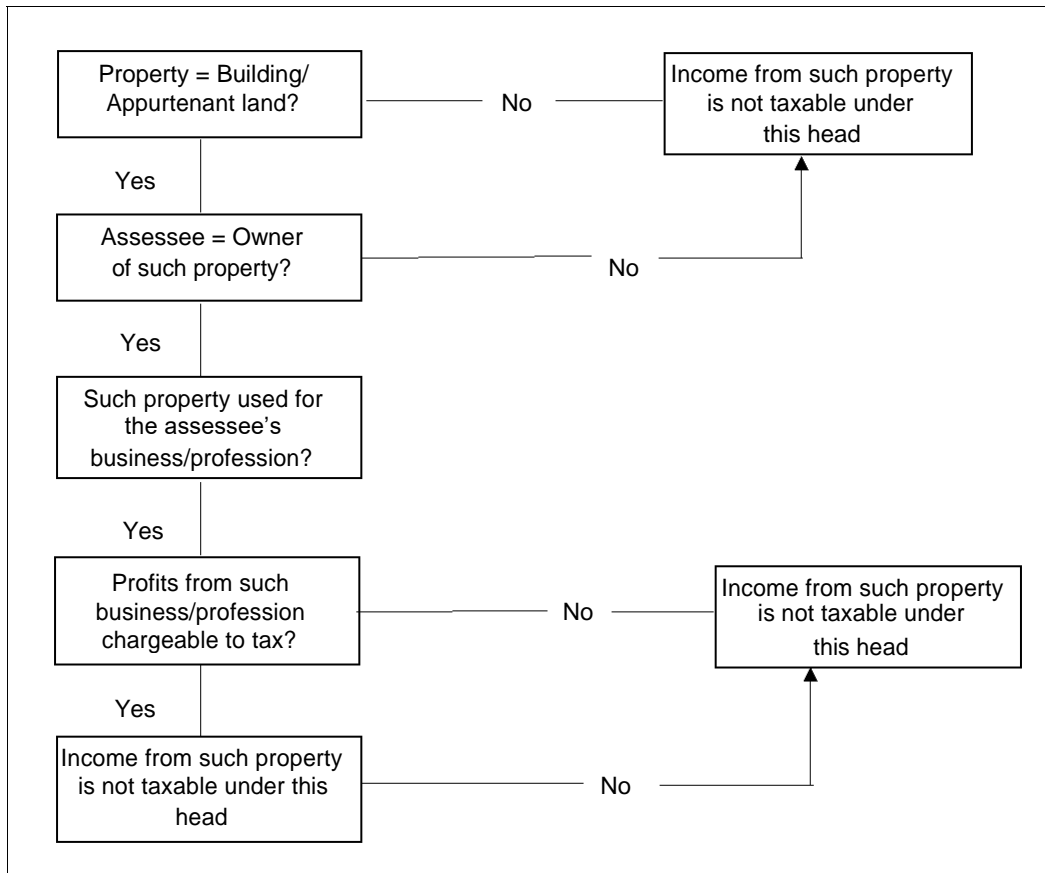 Property = Building/
Appurtenant land?
No
Income from such property
is not taxable under
this head
Yes
Assessee = Owner
of such property?
No
Yes
Such property used for
the assessee's
business/profession?
Yes
Profits from such
business/profession
chargeable to tax?
No
Income from such property
is not taxable under
this head
Yes
Income from such property
is not taxable under this
head
No